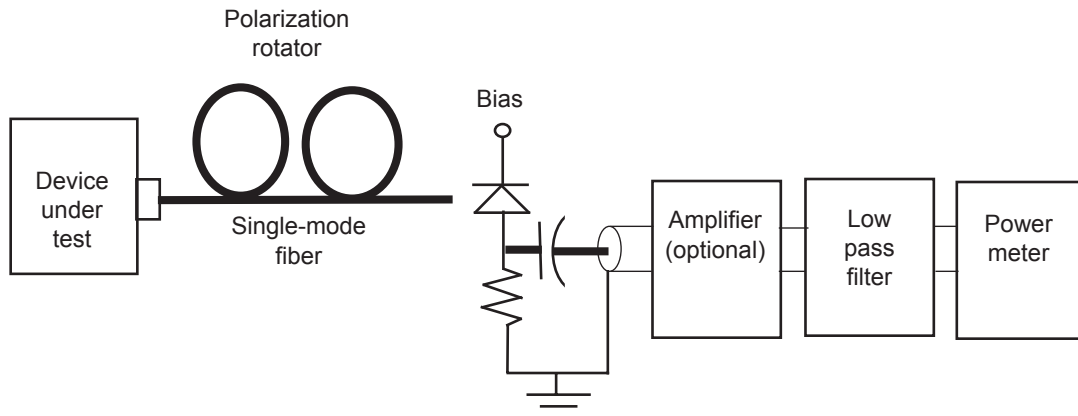 Polarization
rotator
Bias
Device
under
test
Single-mode
fiber
Amplifier
(optional)
Low
pass
filter
Power
meter